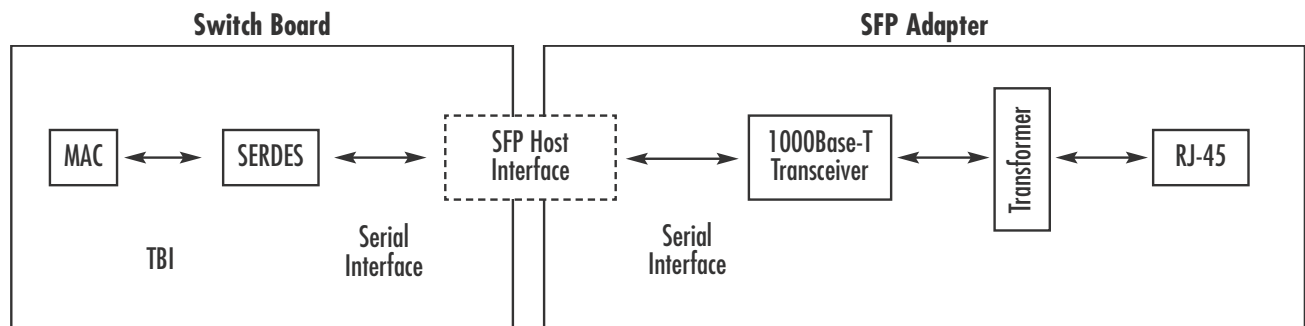 Switch Board
SFP Adapter
MAC
SERDES
SFP Host
Interface
1000Base-T
Transceiver
Transformer
RJ-45
TBI
Serial
Interface
Serial
Interface